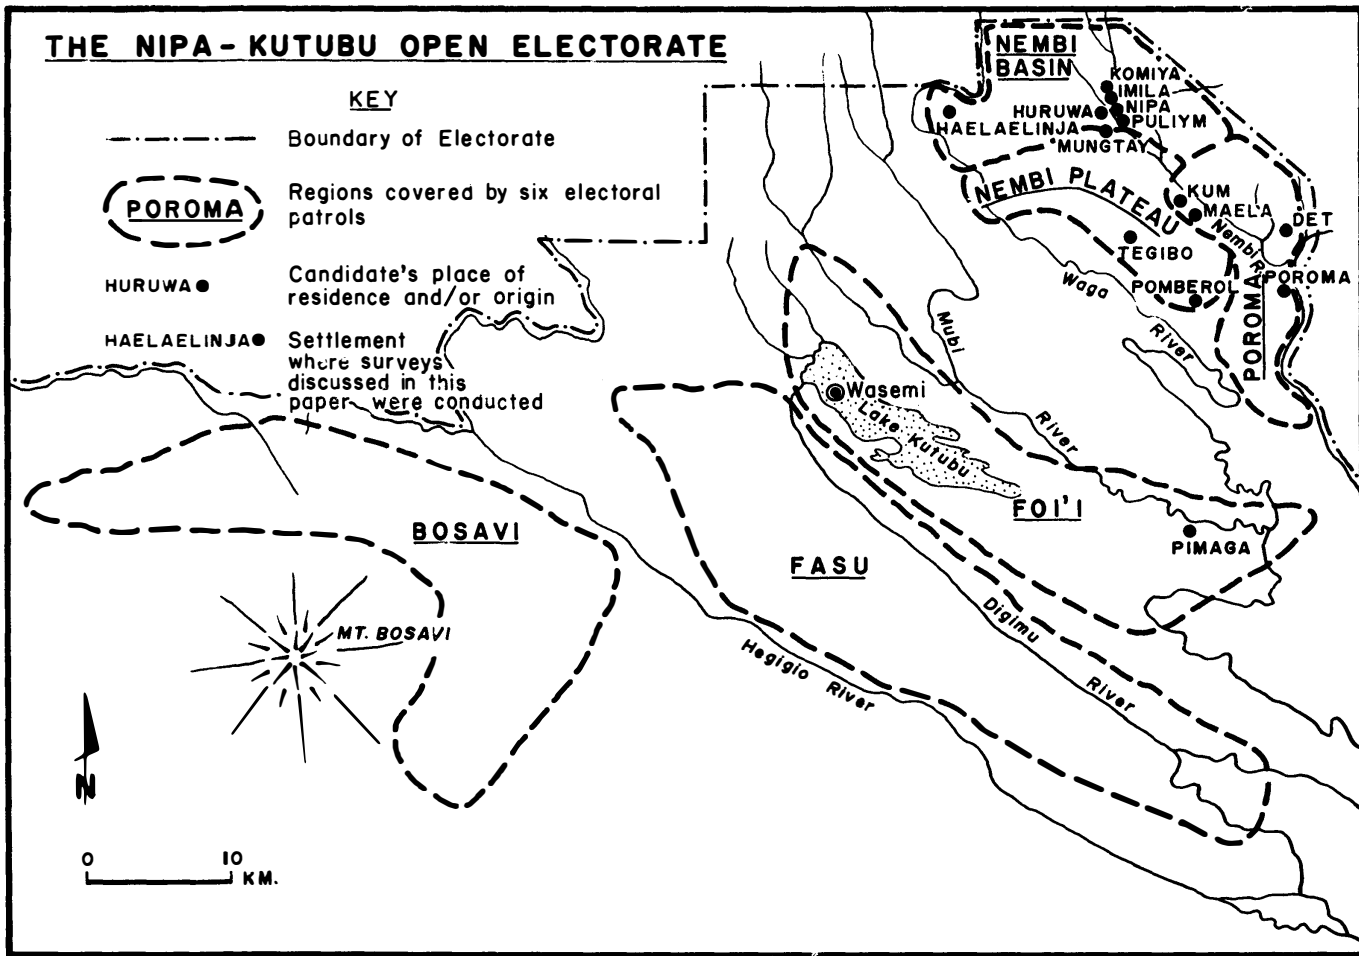 THE NIPA-KUTUBU OPEN ELECTORATE
KEY
Boundary of Electorate
POROMA
Regions covered by six electoral
patrols
HURUWA
Candidate's place of
residence and/or origin
HAELAELINJA
Settlement
where surveys
discussed in this
paper were conducted
NEMBI
BASIN
KOMIYA
IMILA
NIPA
HURUWA
PULIYM
HAELAELINJA
MUNGTAY
NEMBI PLATEAU
KUM
MAELA
DET
Nembi R.
TEGIBO
POROMA
POMBEROL
POROMA
Waga
River
Mubi
River
Wasemi
Lake Kutubu
FOI'I
PIMAGA
BOSAVI
FASU
MT. BOSAVI
Digimu
River
Hegigio River
N
0 10
KM.